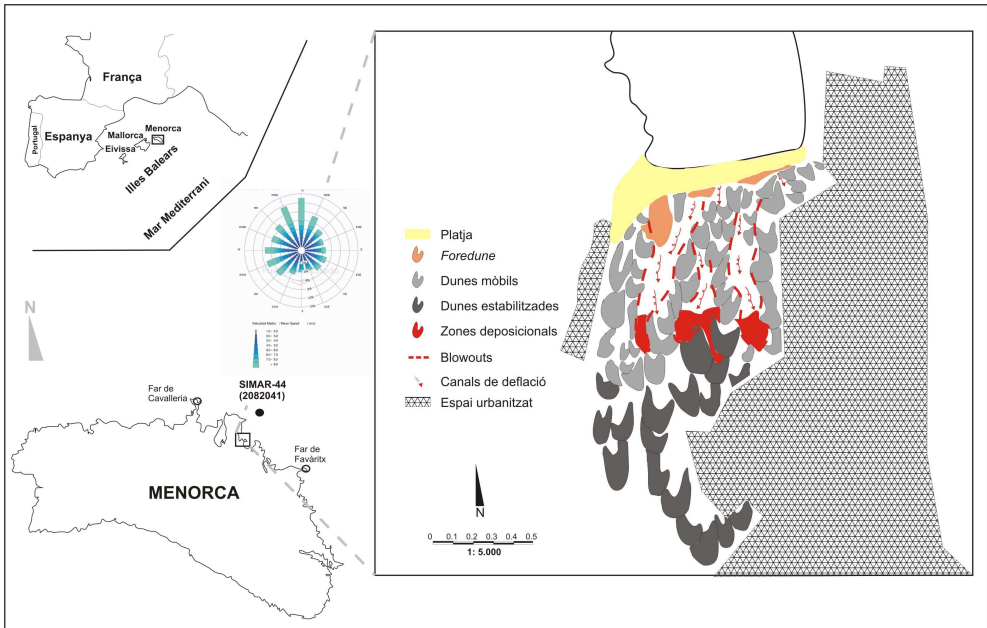 França
Portugal
Espanya
Mallorca
Menorca
Eivissa
Illes Balears
Mar Mediterrani
N
SIMAR-44
(2082041)
Far de
Cavalleria
Far de
Favàritx
MENORCA
Platja
Foredune
Dunes mòbils
Dunes estabilitzades
Zones deposicionals
Blowouts
Canals de deflació
Espai urbanitzat
N
0 0.1 0.2 0.3 0.4 0.5
1: 5.000